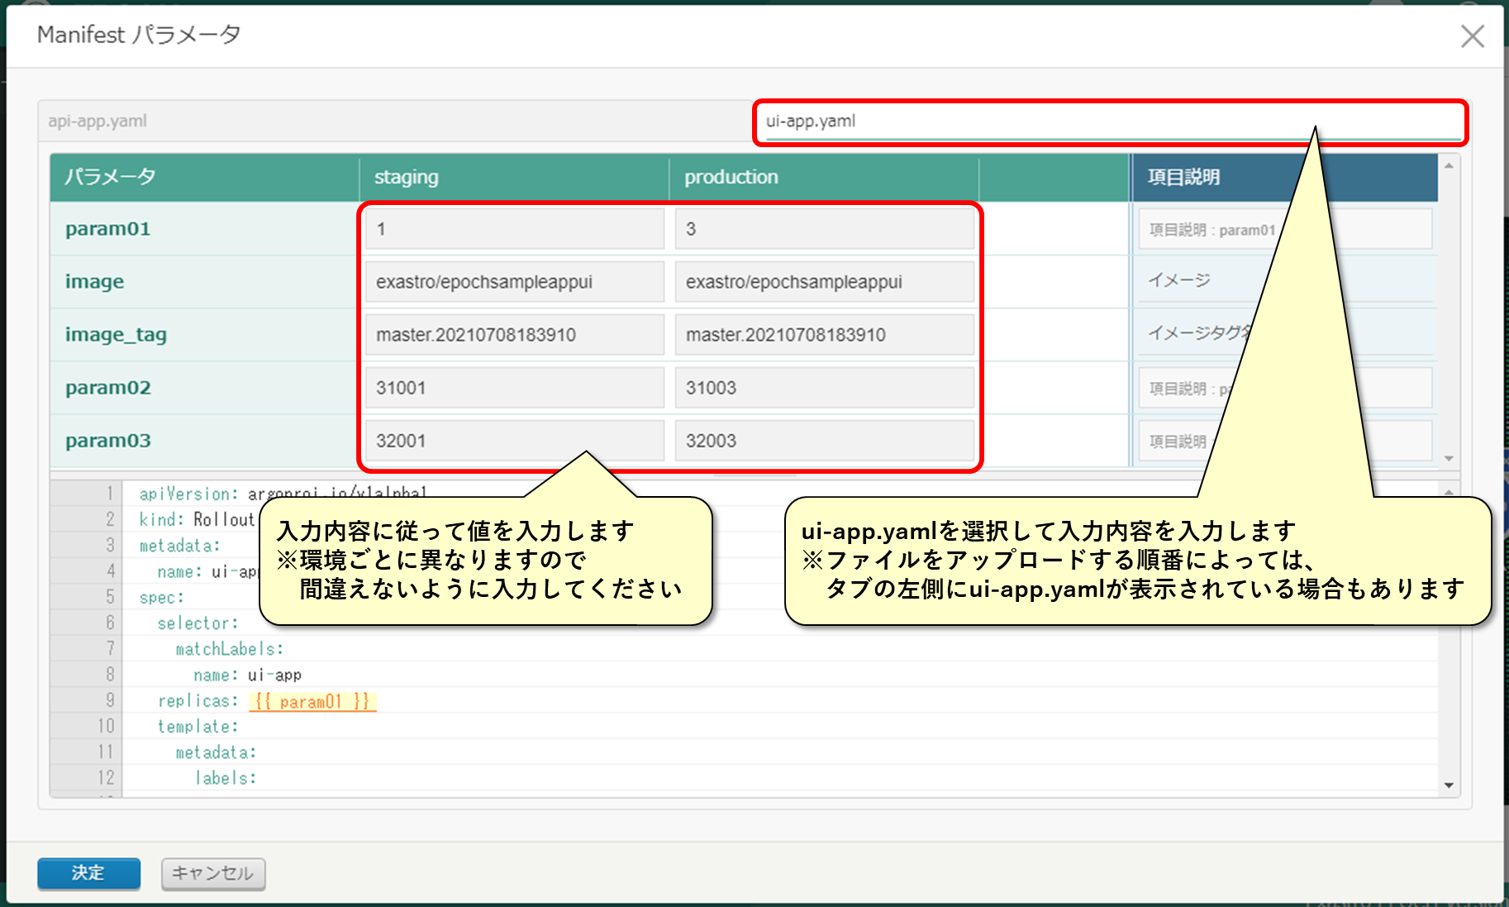 Manifest パラメータ
api-app.yaml
ui-app.yaml
パラメータ staging production 項目説明
param01 1 3 項目説明 : param01
image exastro/epochsampleappui exastro/epochsampleappui イメージ
image_tag master.20210708183910 master.20210708183910 イメージタグ
param02 31001 31003 項目説明 :
param03 32001 32003 項目説明
1 apiVersion: argoproj.io/v1alpha1
2 kind: Rollout
3 metadata:
4 name: ui-app
5 spec:
6 selector:
7 matchLabels:
8 name: ui-app
9 replicas: {{ param01 }}
10 template:
11 metadata:
12 labels:
入力内容に従って値を入力します
※環境ごとに異なりますので
間違えないように入力してください
ui-app.yamlを選択して入力内容を入力します
※ファイルをアップロードする順番によっては、
タブの左側にui-app.yamlが表示されている場合もあります
決定 キャンセル